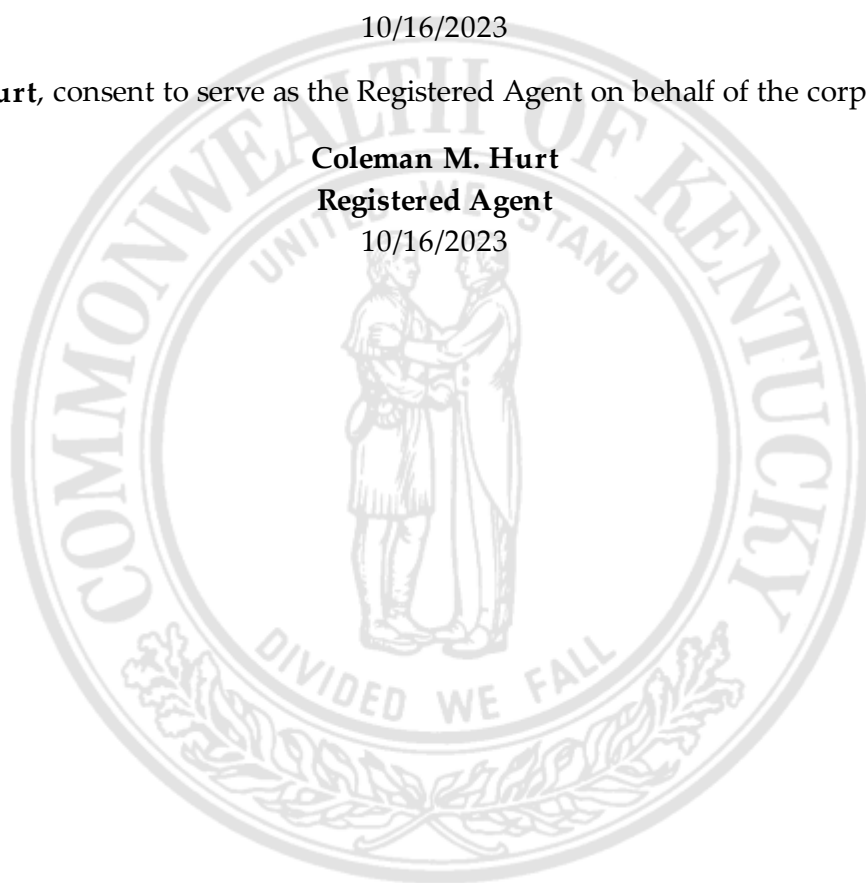 10/16/2023
urt, consent to serve as the Registered Agent on behalf of the corp
Coleman M. Hurt
Registered Agent
10/16/2023
COMMONWEALTH OF KENTUCKY
UNITED WE STAND
DIVIDED WE FALL